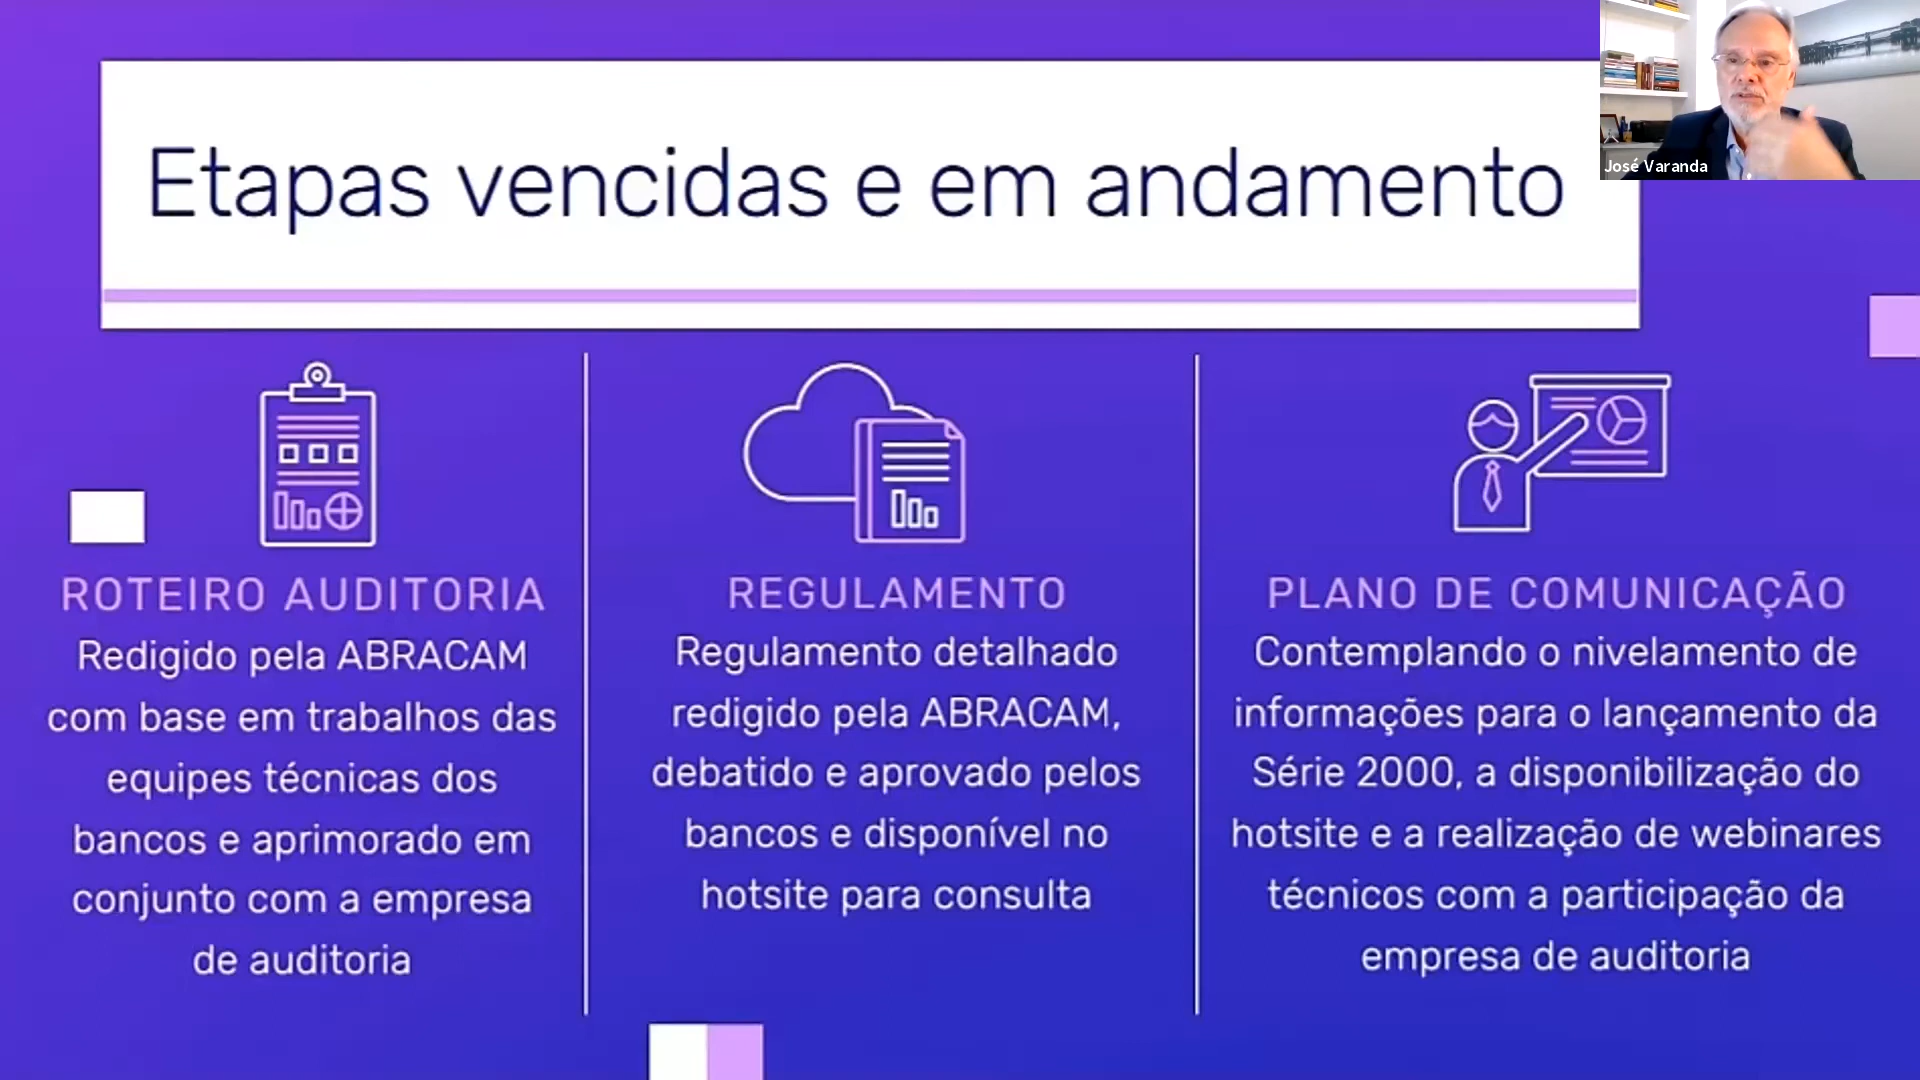 José Varanda
Etapas vencidas e em andamento
ROTEIRO AUDITORIA
Redigido pela ABRACAM
com base em trabalhos das
equipes técnicas dos
bancos e aprimorado em
conjunto com a empresa
de auditoria
REGULAMENTO
Regulamento detalhado
redigido pela ABRACAM,
debatido e aprovado pelos
bancos e disponível no
hotsite para consulta
PLANO DE COMUNICAÇÃO
Contemplando o nivelamento de
informações para o lançamento da
Série 2000, a disponibilização do
hotsite e a realização de webinares
técnicos com a participação da
empresa de auditoria